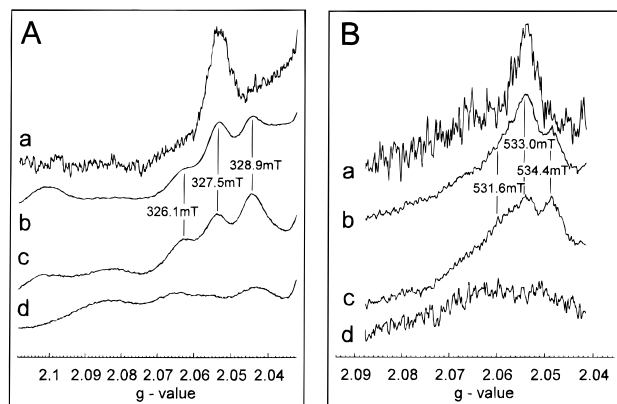 A
a
b
c
d
326.1mT
327.5mT
328.9mT
2.1 2.09 2.08 2.07 2.06 2.05 2.04
g - value
B
a
b
c
d
533.0mT
534.4mT
531.6mT
2.09 2.08 2.07 2.06 2.05 2.04
g - value